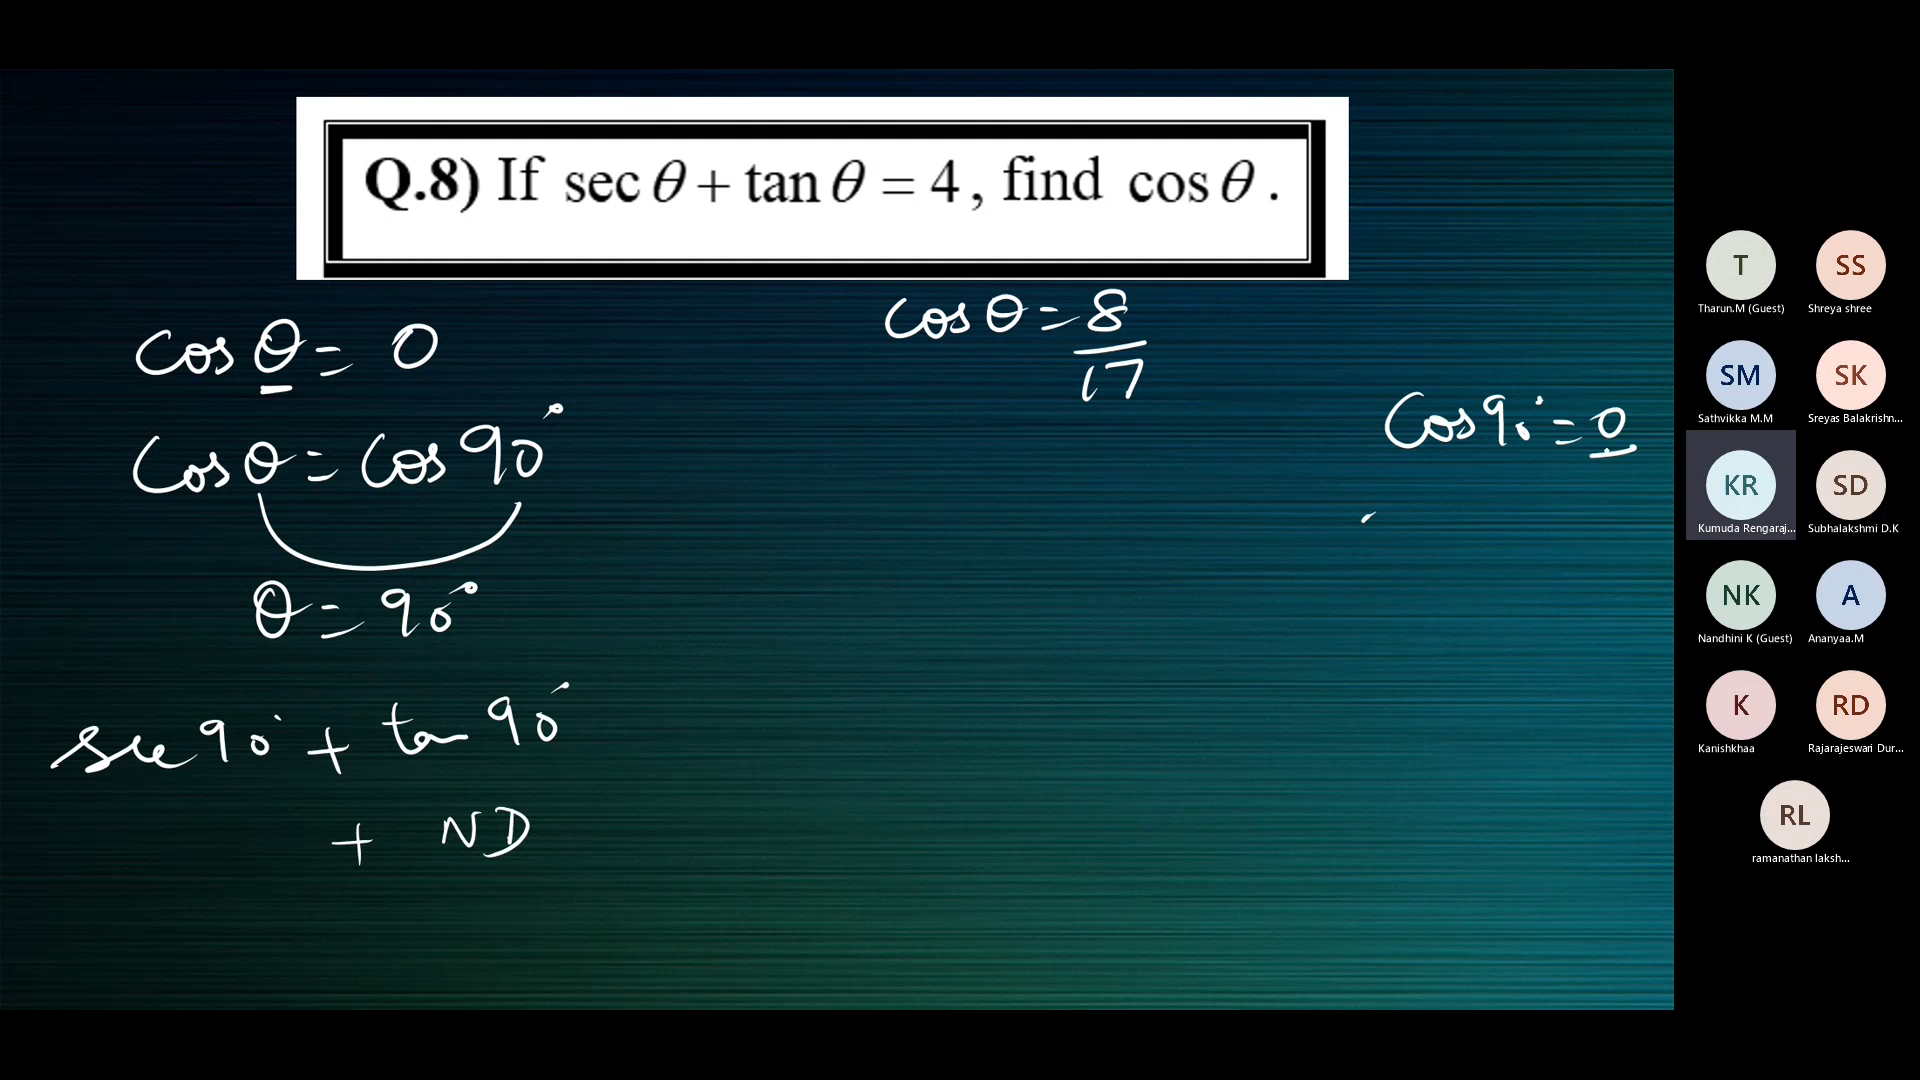 Q.8) If sec θ + tan θ = 4, find cos θ.
cos θ = 0
cos θ = cos 90°
θ = 90°
sec 90° + tan 90°
+ ND
cos θ = 8/17
cos 90° = 0
T
Tharun.M (Guest)
SS
Shreya shree
SM
Sathvikka M.M
SK
Sreyas Balakrishn...
KR
Kumuda Rengaraj...
SD
Subhalakshmi D.K
NK
Nandhini K (Guest)
A
Ananyaa.M
K
Kanishkhaa
RD
Rajarajeswari Dur...
RL
ramanathan laksh...